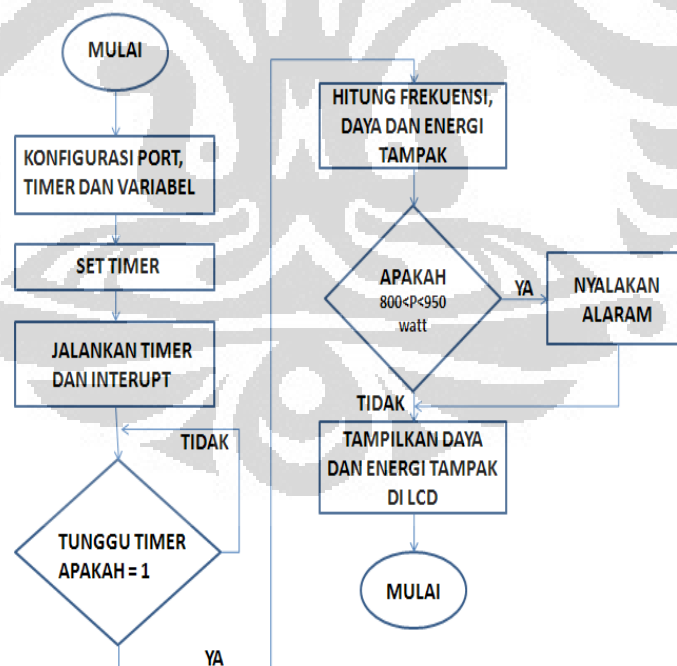 MULAI
KONFIGURASI PORT,
TIMER DAN VARIABEL
SET TIMER
JALANKAN TIMER
DAN INTERUPT
TIDAK
TUNGGU TIMER
APAKAH = 1
YA
HITUNG FREKUENSI,
DAYA DAN ENERGI
TAMPAK
APAKAH
800<P<950
watt
YA
NYALAKAN
ALARAM
TIDAK
TAMPILKAN DAYA
DAN ENERGI TAMPAK
DI LCD
MULAI